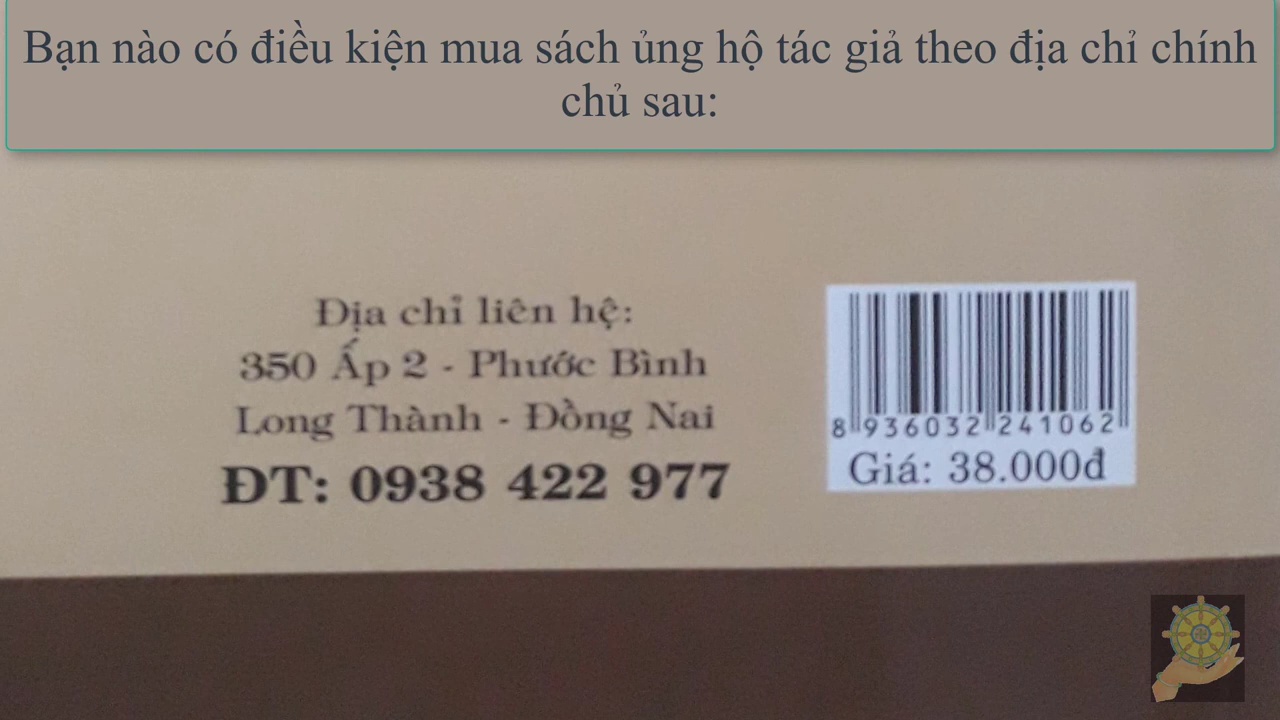 Bạn nào có điều kiện mua sách ủng hộ tác giả theo địa chỉ chính
chủ sau:
Địa chỉ liên hệ:
350 Ấp 2 - Phước Bình
Long Thành - Đồng Nai
ĐT: 0938 422 977
8 936032 241062
Giá: 38.000đ